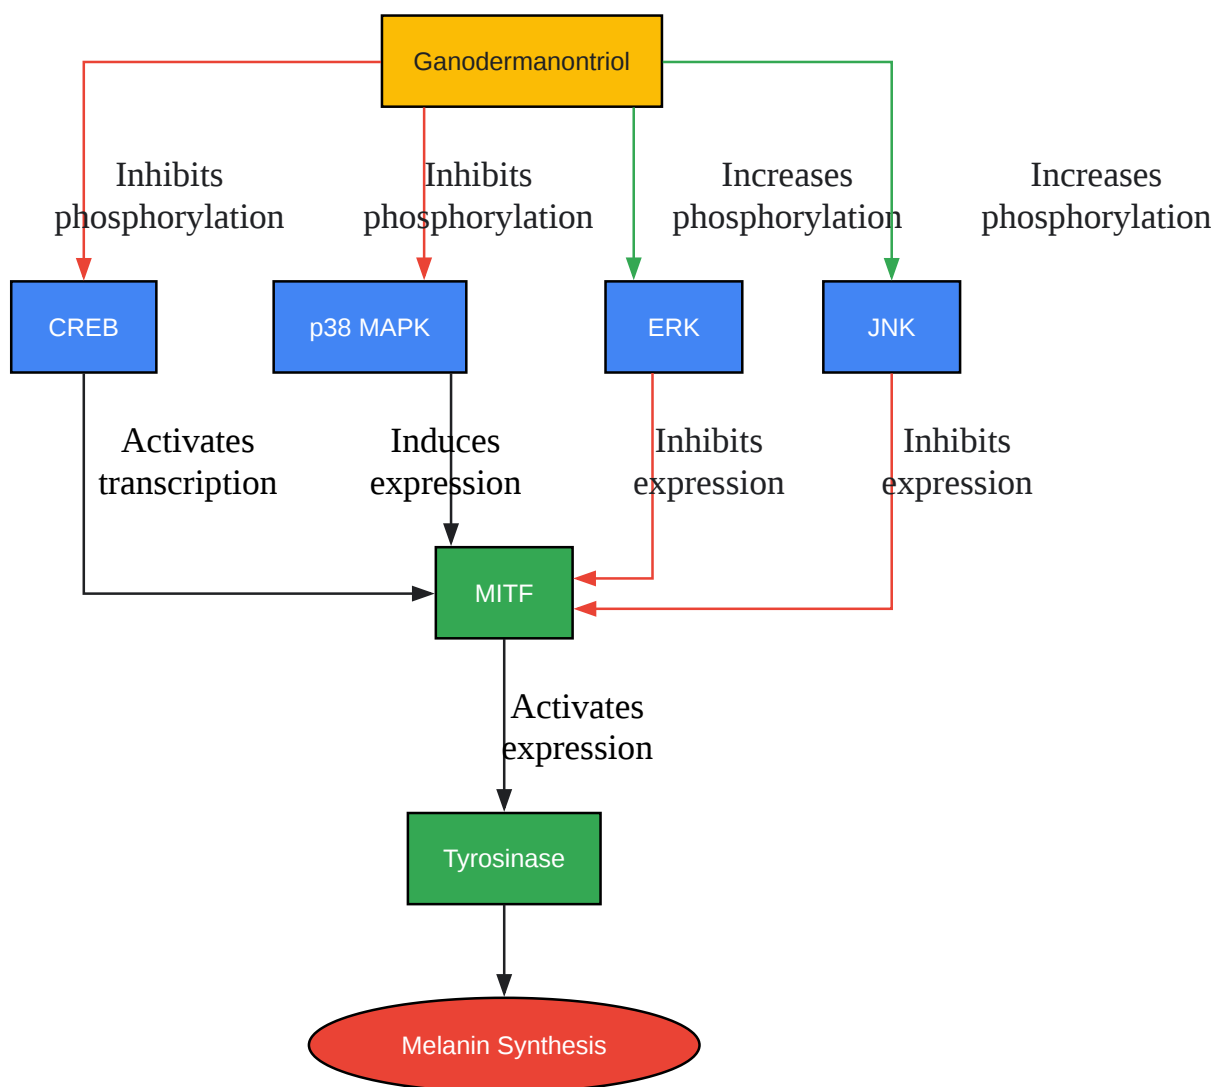 Ganodermanontriol
Inhibits
phosphorylation
Inhibits
phosphorylation
Increases
phosphorylation
Increases
phosphorylation
CREB
p38 MAPK
ERK
JNK
Activates
transcription
Induces
expression
Inhibits
expression
Inhibits
expression
MITF
Activates
expression
Tyrosinase
Melanin Synthesis